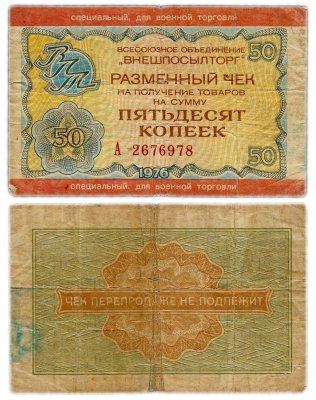 специальный, для военной торговли
ВПТ
50
ВСЕСОЮЗНОЕ ОБЪЕДИНЕНИЕ
"ВНЕШПОСЫЛТОРГ"
РАЗМЕННЫЙ ЧЕК
НА ПОЛУЧЕНИЕ ТОВАРОВ
НА СУММУ
ПЯТЬДЕСЯТ
КОПЕЕК
50
А 2676978
50
1976
специальный, для военной торговли
ЧЕК ПЕРЕПРОДАЖЕ НЕ ПОДЛЕЖИТ